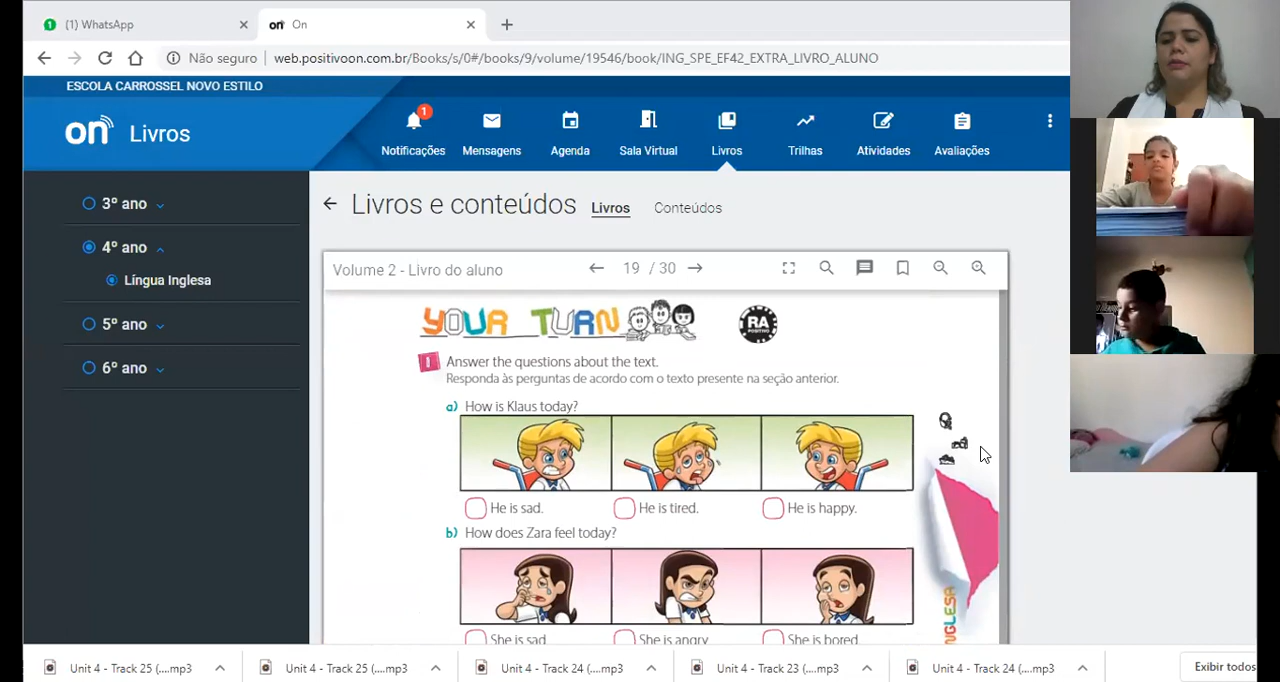 (1) WhatsApp
on
On
Não seguro
web.positivoon.com.br/Books/s/0#/books/9/volume/19546/book/ING_SPE_EF42_EXTRA_LIVRO_ALUNO
ESCOLA CARROSSEL NOVO ESTILO
on Livros
1
Notificações
Mensagens
Agenda
Sala Virtual
Livros
Trilhas
Atividades
Avaliações
3º ano
4º ano
Língua Inglesa
5º ano
6º ano
Livros e conteúdos
Livros
Conteúdos
Volume 2 - Livro do aluno
19 / 30
YOUR TURN
RA
POSITIVO
1 Answer the questions about the text.
Responda às perguntas de acordo com o texto presente na seção anterior.
a) How is Klaus today?
He is sad.
He is tired.
He is happy.
b) How does Zara feel today?
She is sad
She is angry
She is bored
INGLESA
Unit 4 - Track 25 (....mp3
Unit 4 - Track 25 (....mp3
Unit 4 - Track 24 (....mp3
Unit 4 - Track 23 (....mp3
Unit 4 - Track 24 (....mp3
Exibir todos